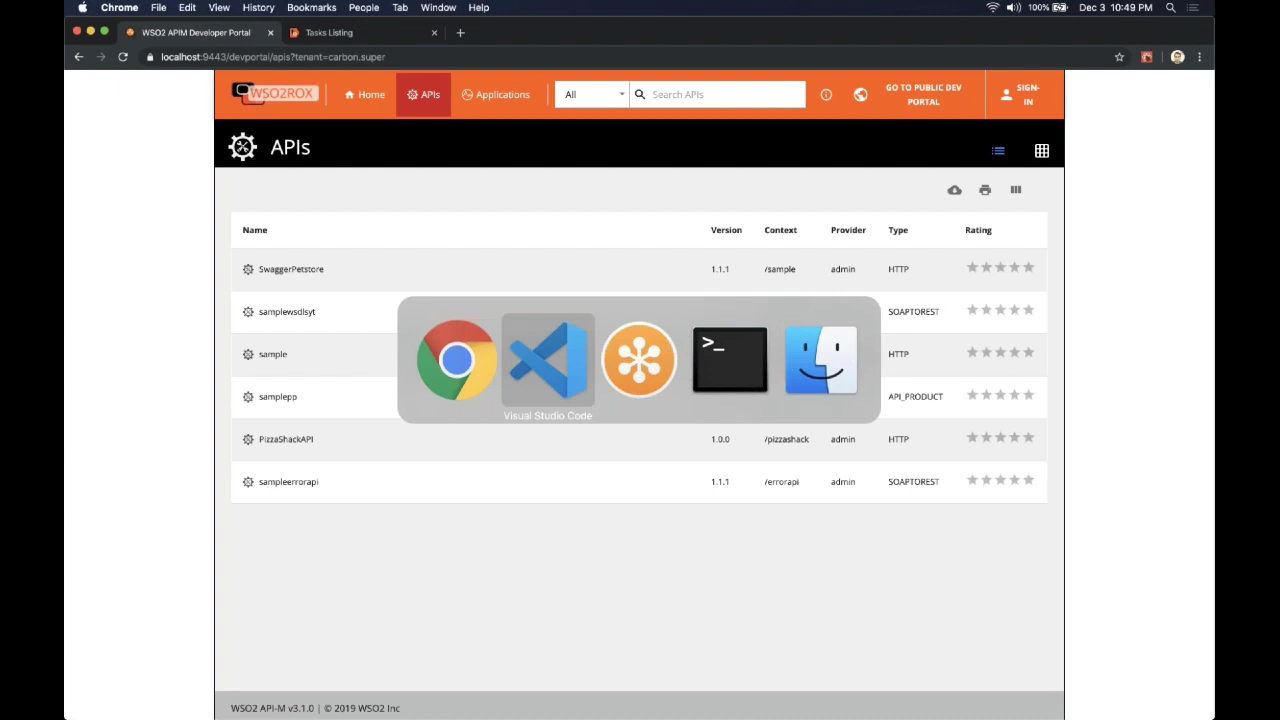 Chrome File Edit View History Bookmarks People Tab Window Help 100% Dec 3 10:49 PM
WSO2 APIM Developer Portal Tasks Listing
localhost:9443/devportal/apis?tenant=carbon.super
WSO2ROX Home APIs Applications All Search APIs GO TO PUBLIC DEV PORTAL SIGN-IN
APIs
Name Version Context Provider Type Rating
SwaggerPetstore 1.1.1 /sample admin HTTP
samplewsdlsyt SOAPTOREST
sample HTTP
samplepp API_PRODUCT
Visual Studio Code
PizzaShackAPI 1.0.0 /pizzashack admin HTTP
sampleerrorapi 1.1.1 /errorapi admin SOAPTOREST
WSO2 API-M v3.1.0 | © 2019 WSO2 Inc